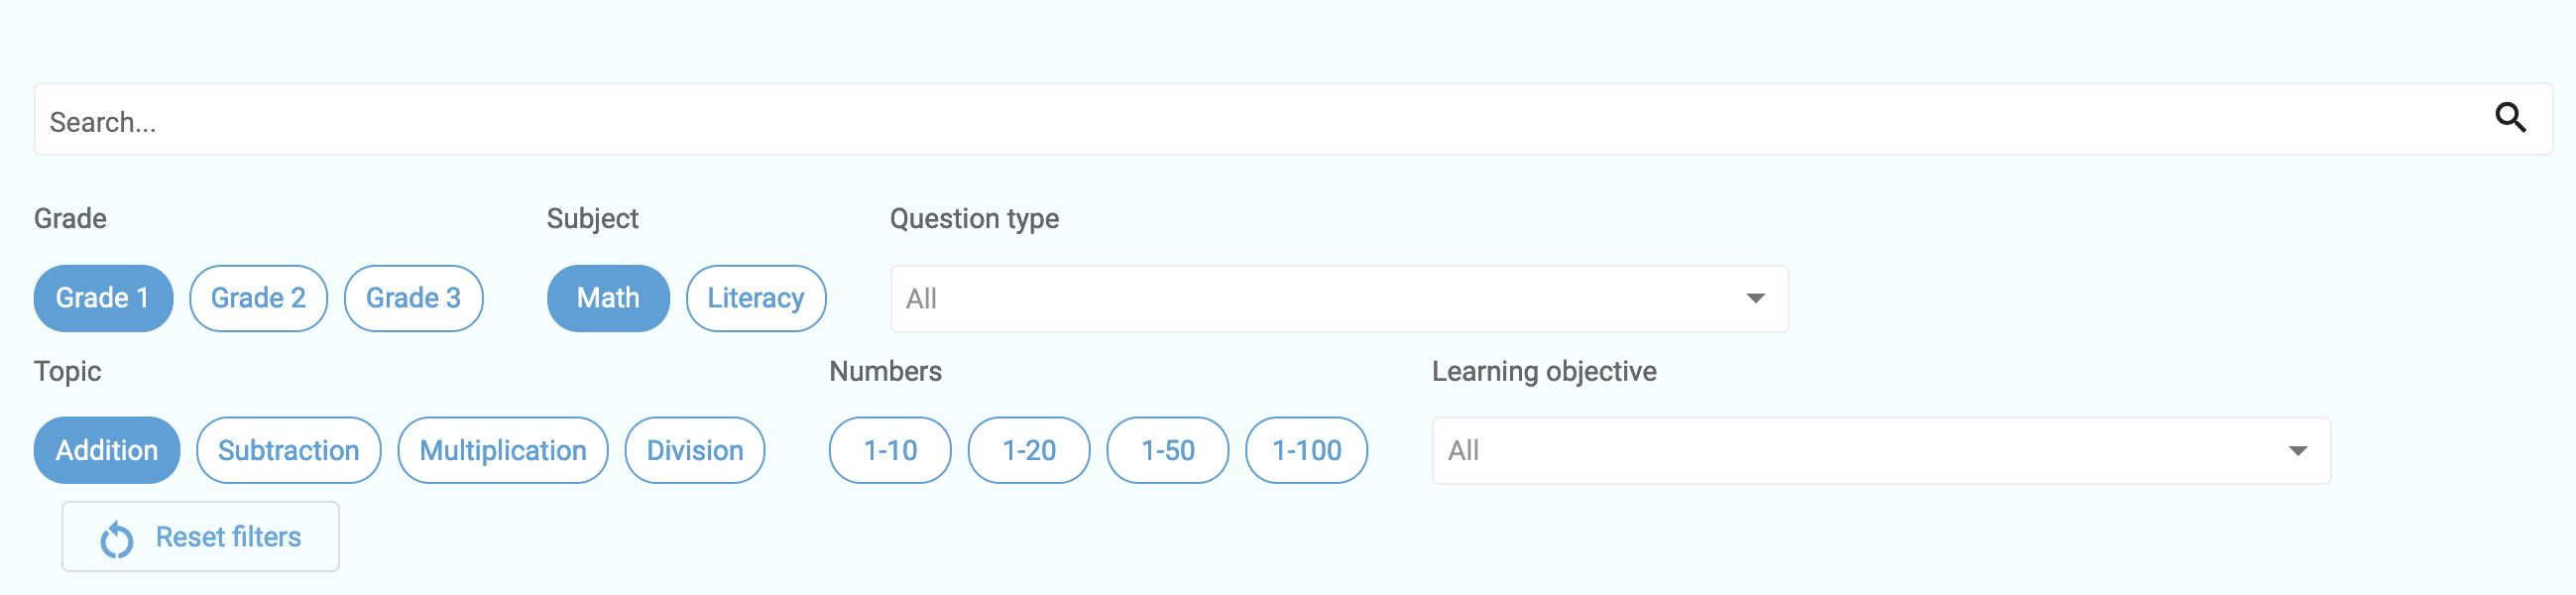 Search...
Grade Subject Question type
Grade 1 Grade 2 Grade 3 Math Literacy All
Topic Numbers Learning objective
Addition Subtraction Multiplication Division 1-10 1-20 1-50 1-100 All
Reset filters